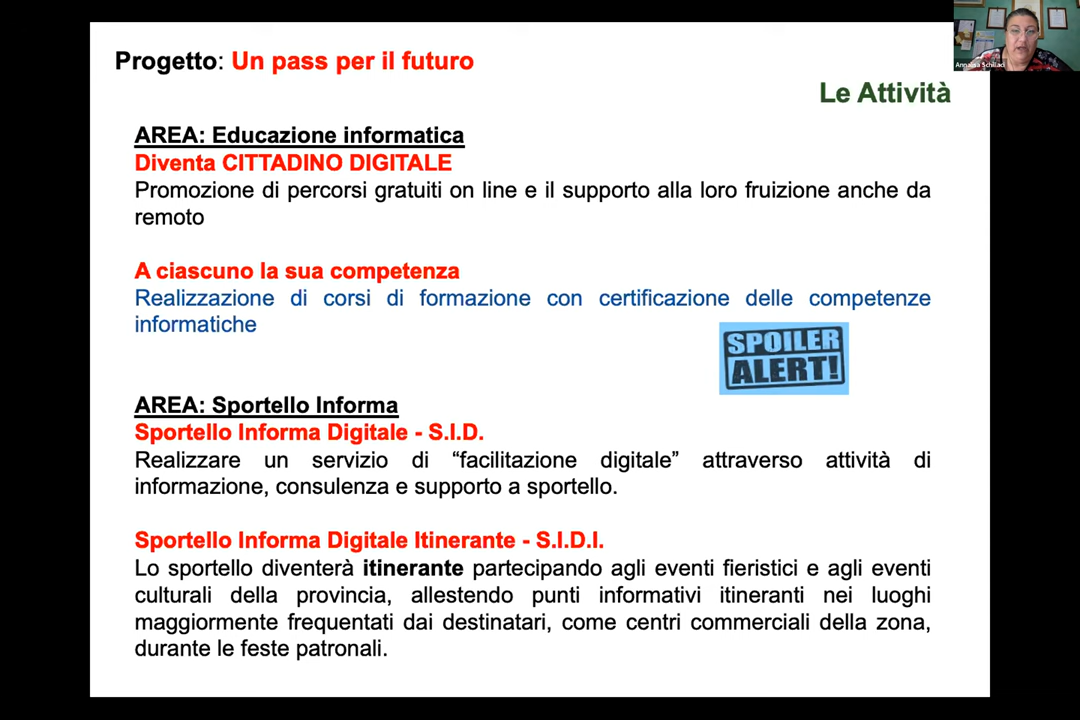 Progetto: Un pass per il futuro
Le Attività
AREA: Educazione informatica
Diventa CITTADINO DIGITALE
Promozione di percorsi gratuiti on line e il supporto alla loro fruizione anche da
remoto
A ciascuno la sua competenza
Realizzazione di corsi di formazione con certificazione delle competenze
informatiche
SPOILER
ALERT!
AREA: Sportello Informa
Sportello Informa Digitale - S.I.D.
Realizzare un servizio di “facilitazione digitale” attraverso attività di
informazione, consulenza e supporto a sportello.
Sportello Informa Digitale Itinerante - S.I.D.I.
Lo sportello diventerà itinerante partecipando agli eventi fieristici e agli eventi
culturali della provincia, allestendo punti informativi itineranti nei luoghi
maggiormente frequentati dai destinatari, come centri commerciali della zona,
durante le feste patronali.